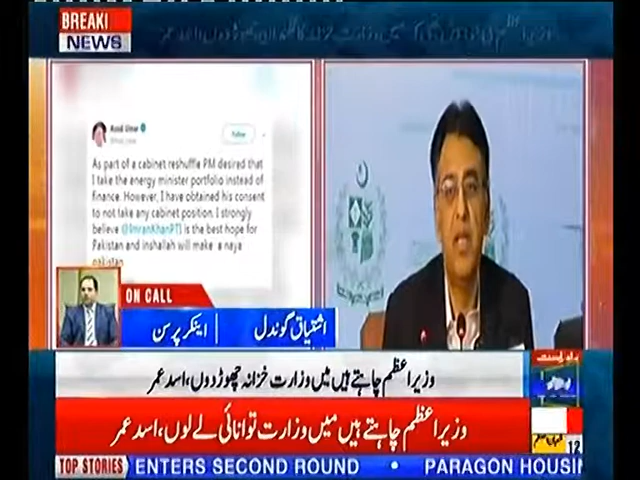 BREAKI
NEWS
Asad Umar
Follow
As part of a cabinet reshuffle PM desired that
I take the energy minister portfolio instead of
finance. However, I have obtained his consent
to not take any cabinet position. I strongly
believe @ImranKhanPTI is the best hope for
Pakistan and inshallah will make a naya
pakistan
ON CALL
اشتیاق گوندل
اینکر پرسن
وزیراعظم چاہتے ہیں میں وزارت خزانہ چھوڑ دوں، اسد عمر
وزیراعظم چاہتے ہیں میں وزارت توانائی لے لوں، اسد عمر
براہ راست
12
TOP STORIES
ENTERS SECOND ROUND • PARAGON HOUSIN